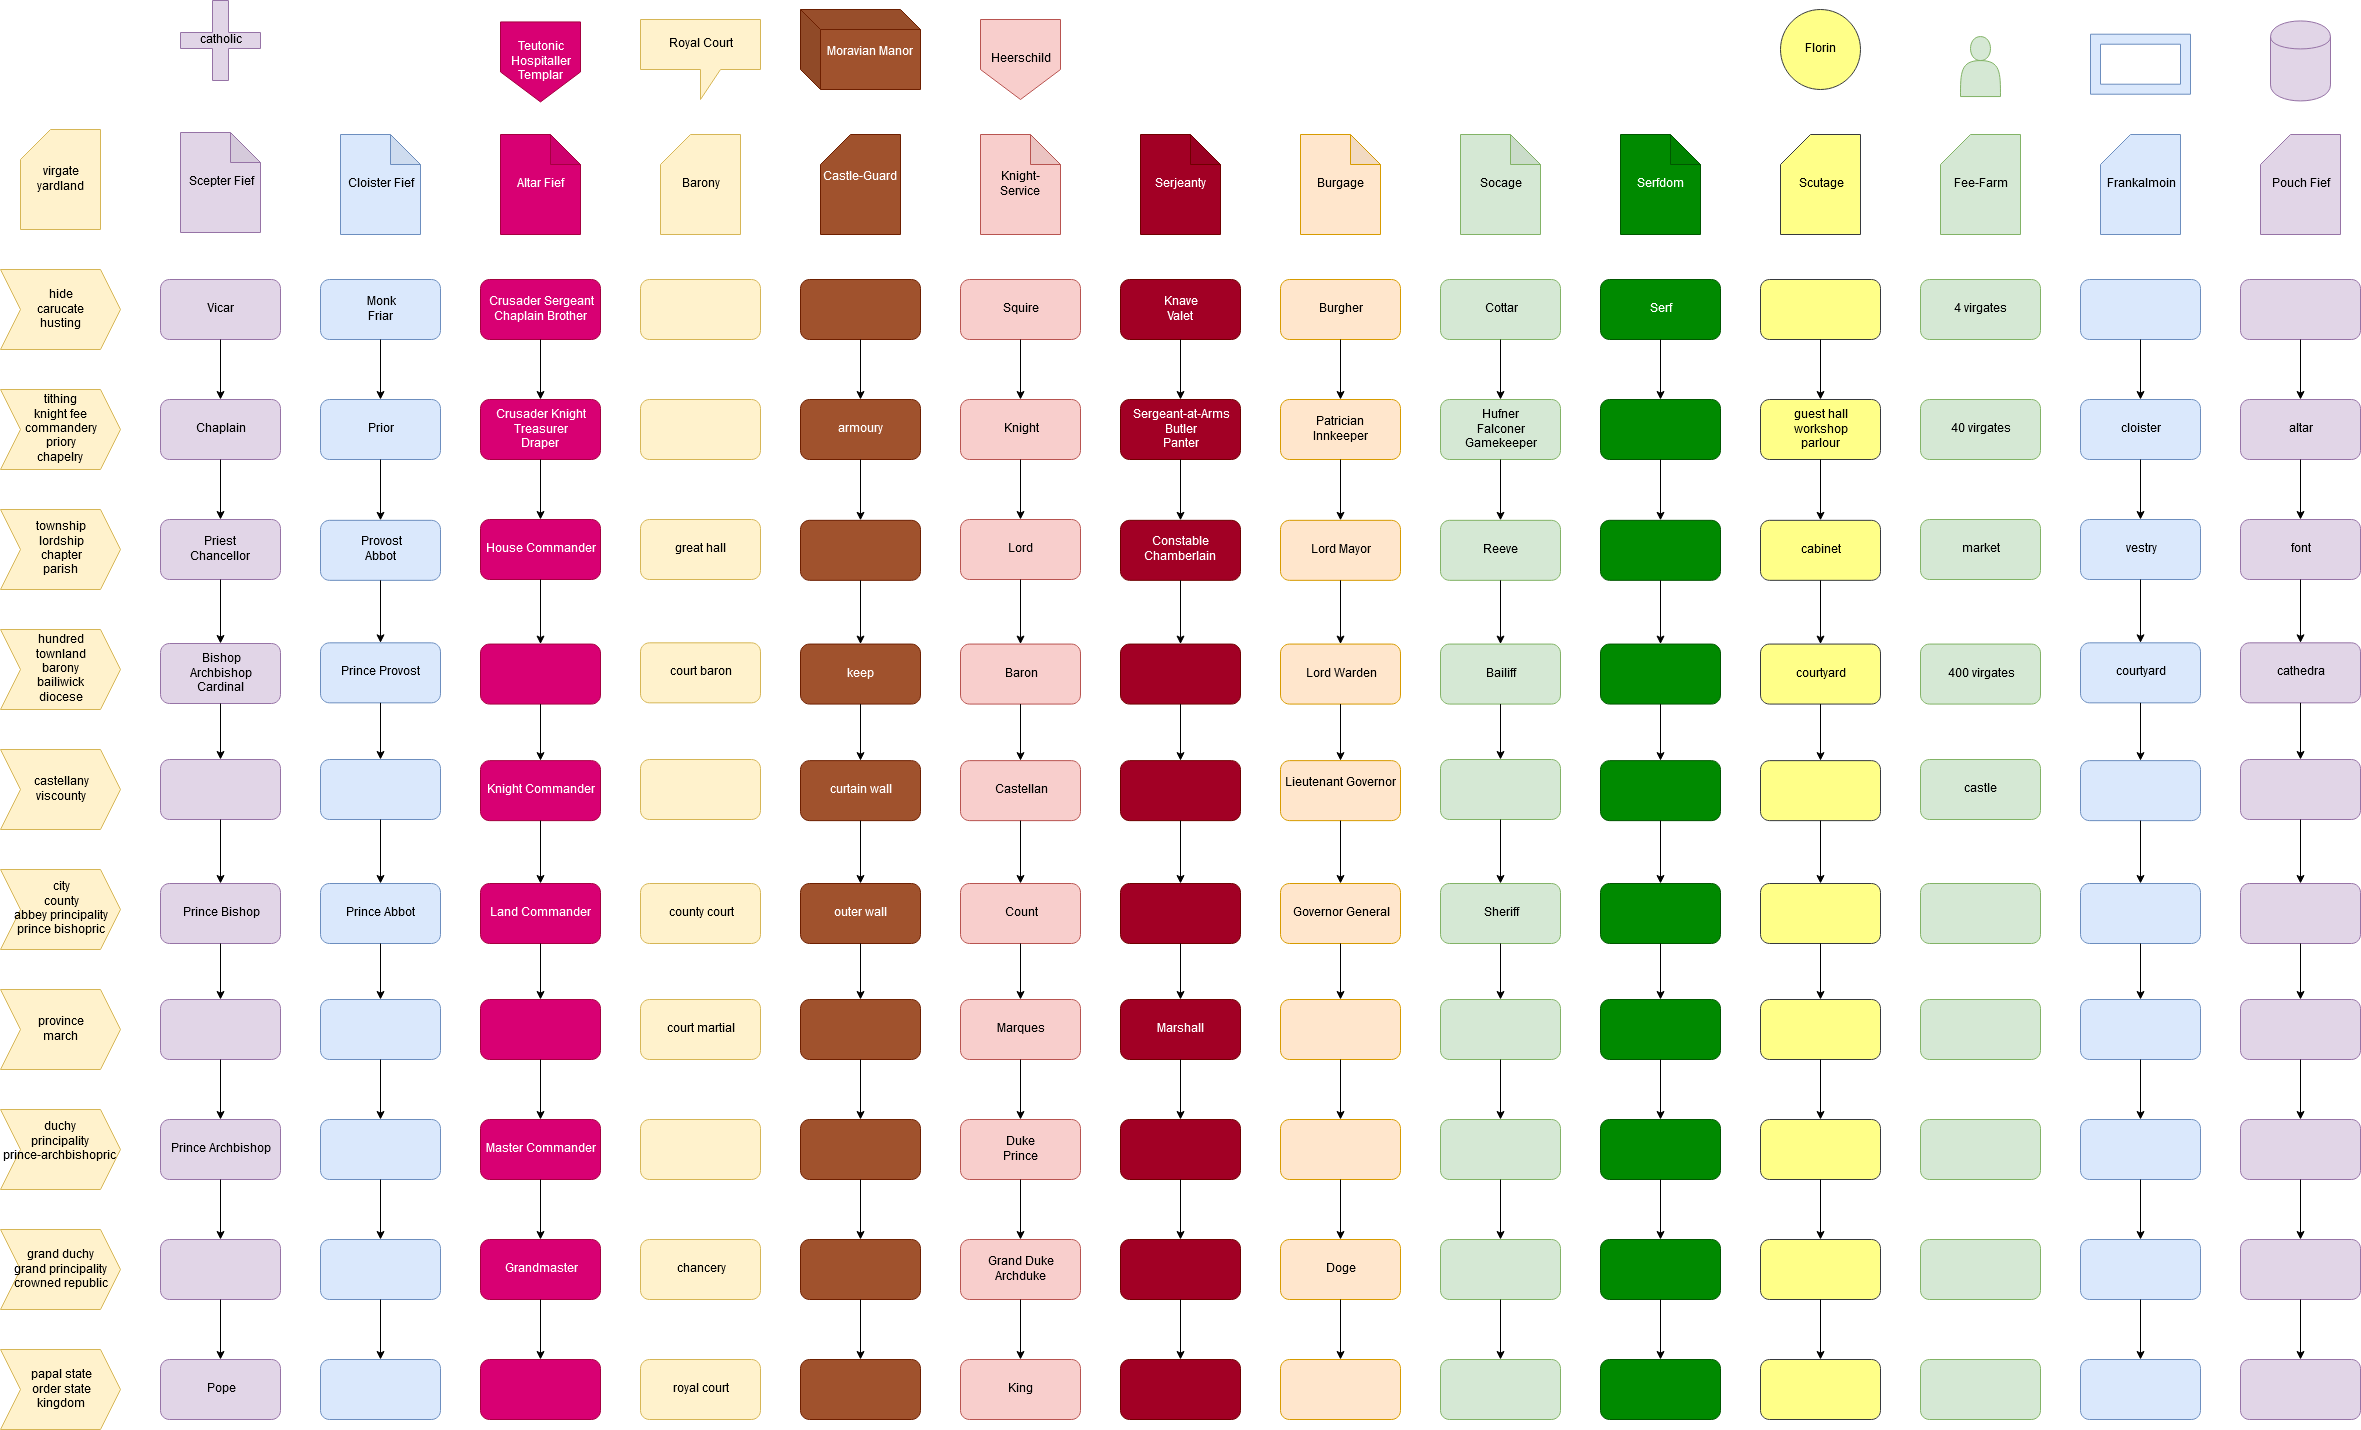 catholic
Teutonic
Hospitaller
Templar
Royal Court
Moravian Manor
Heerschild
Florin
virgate
yardland
Scepter Fief
Cloister Fief
Altar Fief
Barony
Castle-Guard
Knight-
Service
Serjeanty
Burgage
Socage
Serfdom
Scutage
Fee-Farm
Frankalmoin
Pouch Fief
hide
carucate
husting
Vicar
Monk
Friar
Crusader Sergeant
Chaplain Brother
Squire
Knave
Valet
Burgher
Cottar
Serf
4 virgates
tithing
knight fee
commandery
priory
chapelry
Chaplain
Prior
Crusader Knight
Treasurer
Draper
armoury
Knight
Sergeant-at-Arms
Butler
Panter
Patrician
Innkeeper
Hufner
Falconer
Gamekeeper
guest hall
workshop
parlour
40 virgates
cloister
altar
township
lordship
chapter
parish
Priest
Chancellor
Provost
Abbot
House Commander
great hall
Lord
Constable
Chamberlain
Lord Mayor
Reeve
cabinet
market
vestry
font
hundred
townland
barony
bailiwick
diocese
Bishop
Archbishop
Cardinal
Prince Provost
court baron
keep
Baron
Lord Warden
Bailiff
courtyard
400 virgates
courtyard
cathedra
castellany
viscounty
Knight Commander
curtain wall
Castellan
Lieutenant Governor
castle
city
county
abbey principality
prince bishopric
Prince Bishop
Prince Abbot
Land Commander
county court
outer wall
Count
Governor General
Sheriff
province
march
court martial
Marques
Marshall
duchy
principality
prince-archbishopric
Prince Archbishop
Master Commander
Duke
Prince
grand duchy
grand principality
crowned republic
Grandmaster
chancery
Grand Duke
Archduke
Doge
papal state
order state
kingdom
Pope
royal court
King